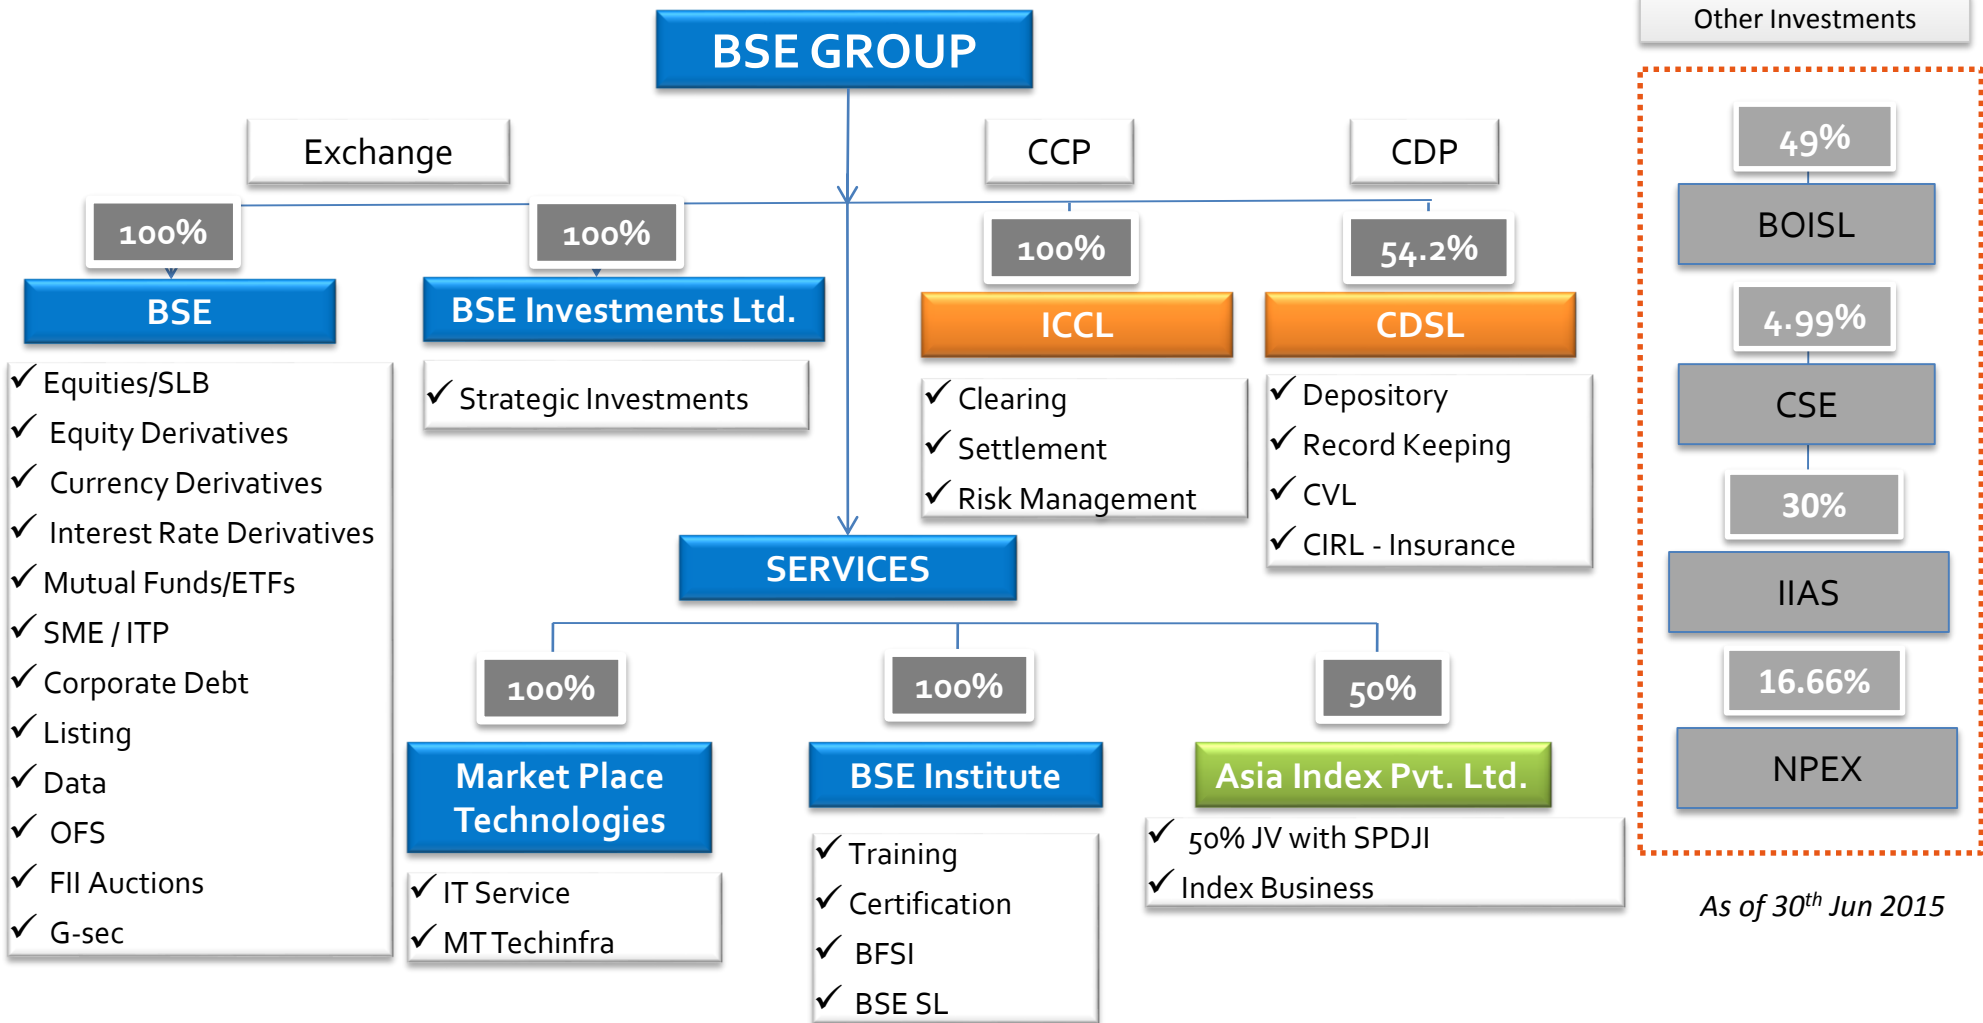 BSE GROUP
Other Investments
Exchange
CCP
CDP
100%
BSE
✓ Equities/SLB
✓ Equity Derivatives
✓ Currency Derivatives
✓ Interest Rate Derivatives
✓ Mutual Funds/ETFs
✓ SME / ITP
✓ Corporate Debt
✓ Listing
✓ Data
✓ OFS
✓ FII Auctions
✓ G-sec
100%
BSE Investments Ltd.
✓ Strategic Investments
100%
ICCL
✓ Clearing
✓ Settlement
✓ Risk Management
54.2%
CDSL
✓ Depository
✓ Record Keeping
✓ CVL
✓ CIRL - Insurance
SERVICES
100%
Market Place
Technologies
✓ IT Service
✓ MT Techinfra
100%
BSE Institute
✓ Training
✓ Certification
✓ BFSI
✓ BSE SL
50%
Asia Index Pvt. Ltd.
✓ 50% JV with SPDJI
✓ Index Business
49%
BOISL
4.99%
CSE
30%
IIAS
16.66%
NPEX
As of 30th Jun 2015